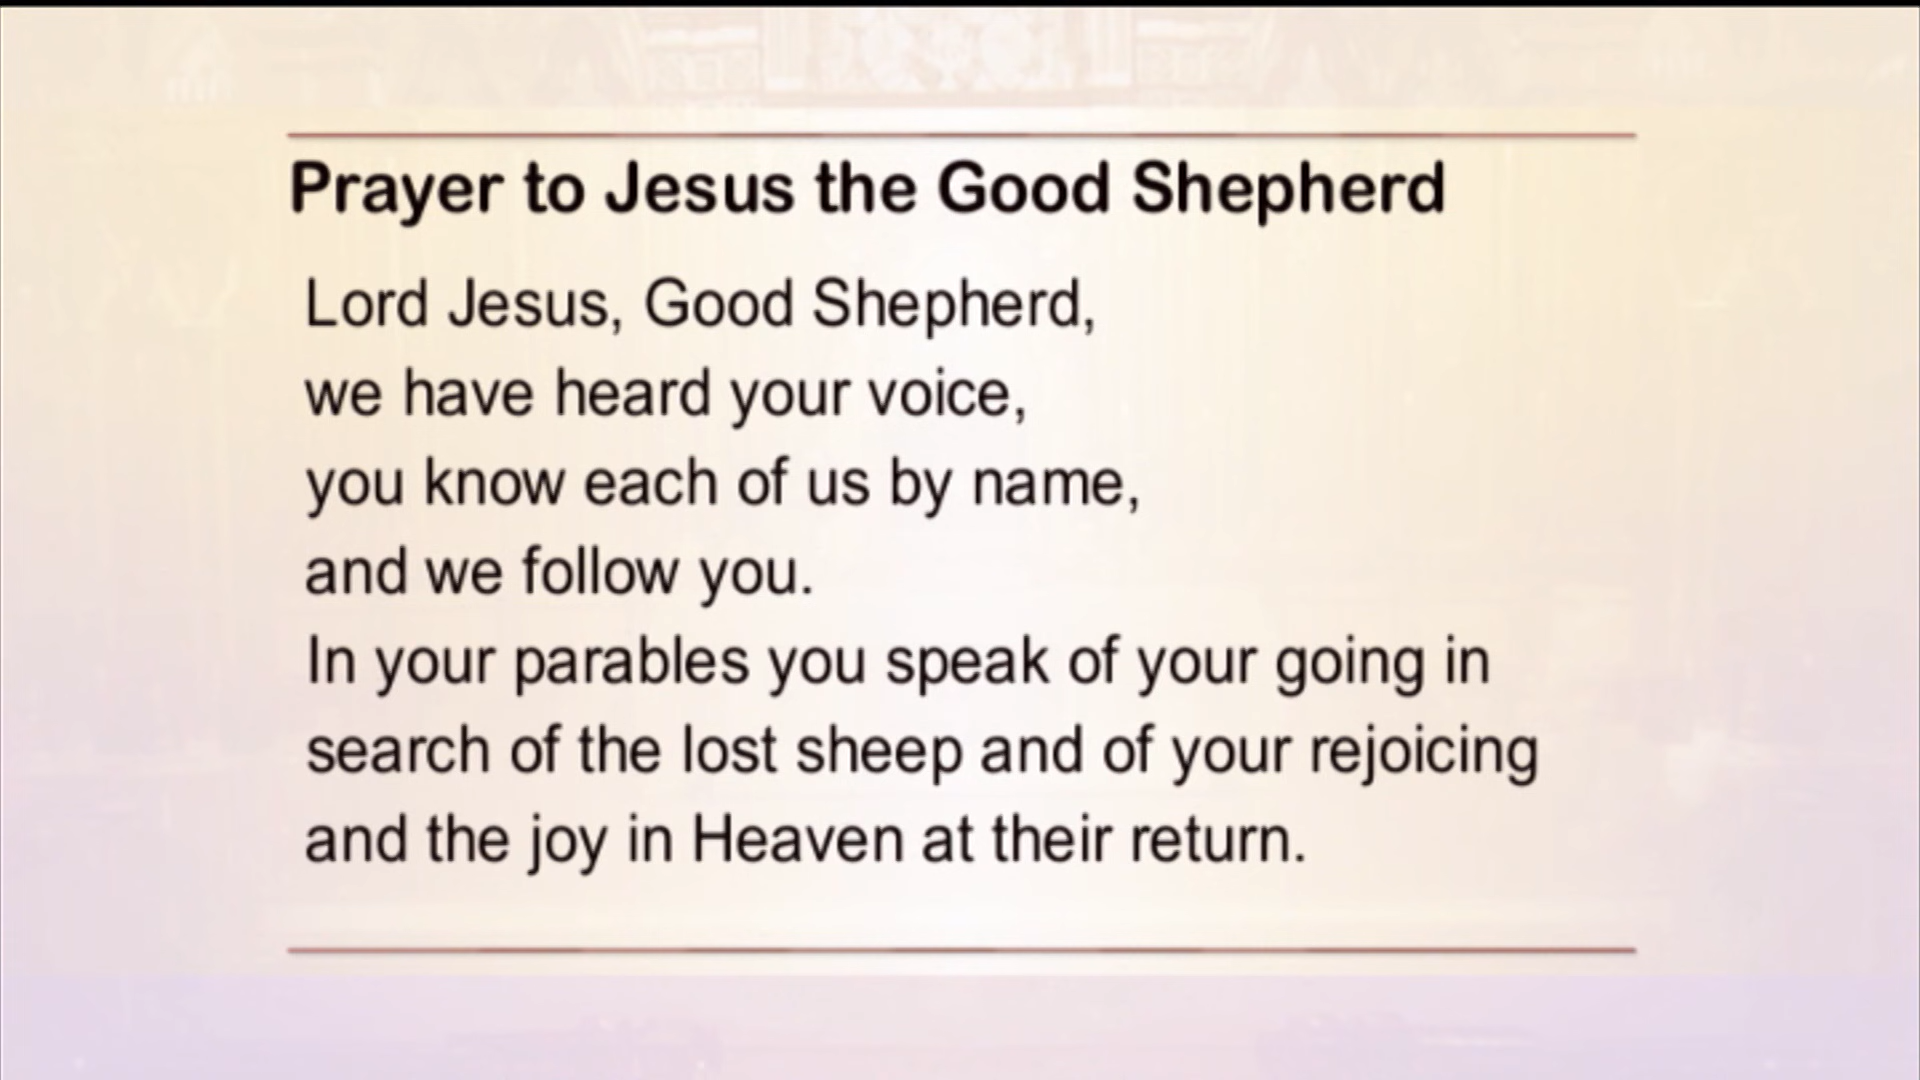 Prayer to Jesus the Good Shepherd
Lord Jesus, Good Shepherd,
we have heard your voice,
you know each of us by name,
and we follow you.
In your parables you speak of your going in
search of the lost sheep and of your rejoicing
and the joy in Heaven at their return.